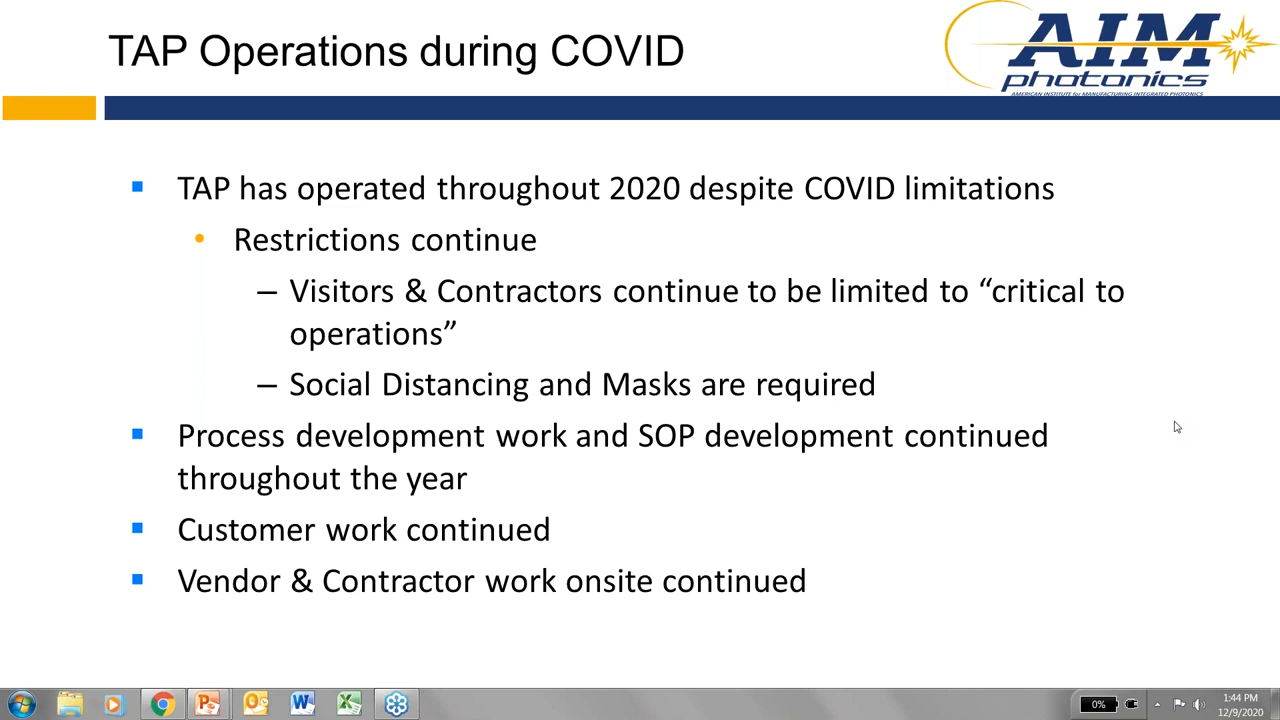 TAP Operations during COVID
AIM
photonics
AMERICAN INSTITUTE for MANUFACTURING INTEGRATED PHOTONICS
TAP has operated throughout 2020 despite COVID limitations
Restrictions continue
– Visitors & Contractors continue to be limited to “critical to
operations”
– Social Distancing and Masks are required
Process development work and SOP development continued
throughout the year
Customer work continued
Vendor & Contractor work onsite continued
0%
1:44 PM
12/9/2020